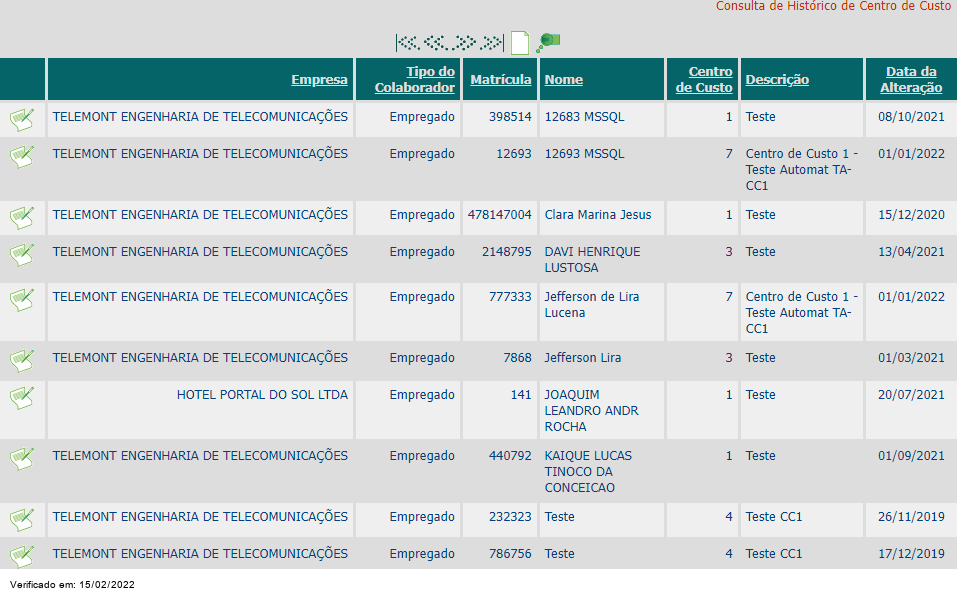 Consulta de Histórico de Centro de Custo
Empresa Tipo do Colaborador Matrícula Nome Centro de Custo Descrição Data da Alteração
TELEMONT ENGENHARIA DE TELECOMUNICAÇÕES Empregado 398514 12683 MSSQL 1 Teste 08/10/2021
TELEMONT ENGENHARIA DE TELECOMUNICAÇÕES Empregado 12693 12693 MSSQL 7 Centro de Custo 1 - 01/01/2022
Teste Automat TA-
CC1
TELEMONT ENGENHARIA DE TELECOMUNICAÇÕES Empregado 478147004 Clara Marina Jesus 1 Teste 15/12/2020
TELEMONT ENGENHARIA DE TELECOMUNICAÇÕES Empregado 2148795 DAVI HENRIQUE 3 Teste 13/04/2021
LUSTOSA
TELEMONT ENGENHARIA DE TELECOMUNICAÇÕES Empregado 777333 Jefferson de Lira 7 Centro de Custo 1 - 01/01/2022
Lucena Teste Automat TA-
CC1
TELEMONT ENGENHARIA DE TELECOMUNICAÇÕES Empregado 7868 Jefferson Lira 3 Teste 01/03/2021
HOTEL PORTAL DO SOL LTDA Empregado 141 JOAQUIM 1 Teste 20/07/2021
LEANDRO ANDR
ROCHA
TELEMONT ENGENHARIA DE TELECOMUNICAÇÕES Empregado 440792 KAIQUE LUCAS 1 Teste 01/09/2021
TINOCO DA
CONCEICAO
TELEMONT ENGENHARIA DE TELECOMUNICAÇÕES Empregado 232323 Teste 4 Teste CC1 26/11/2019
TELEMONT ENGENHARIA DE TELECOMUNICAÇÕES Empregado 786756 Teste 4 Teste CC1 17/12/2019
Verificado em: 15/02/2022